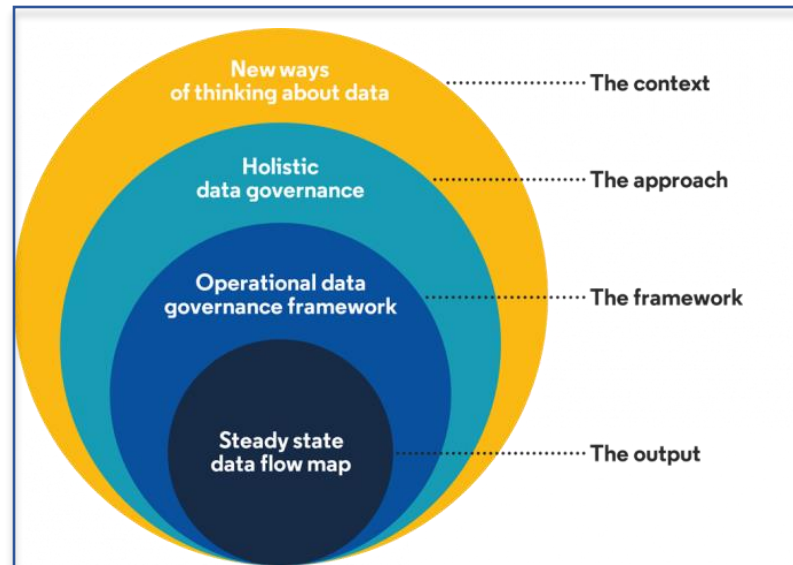 New ways
of thinking about data
The context
Holistic
data governance
The approach
Operational data
governance framework
The framework
Steady state
data flow map
The output